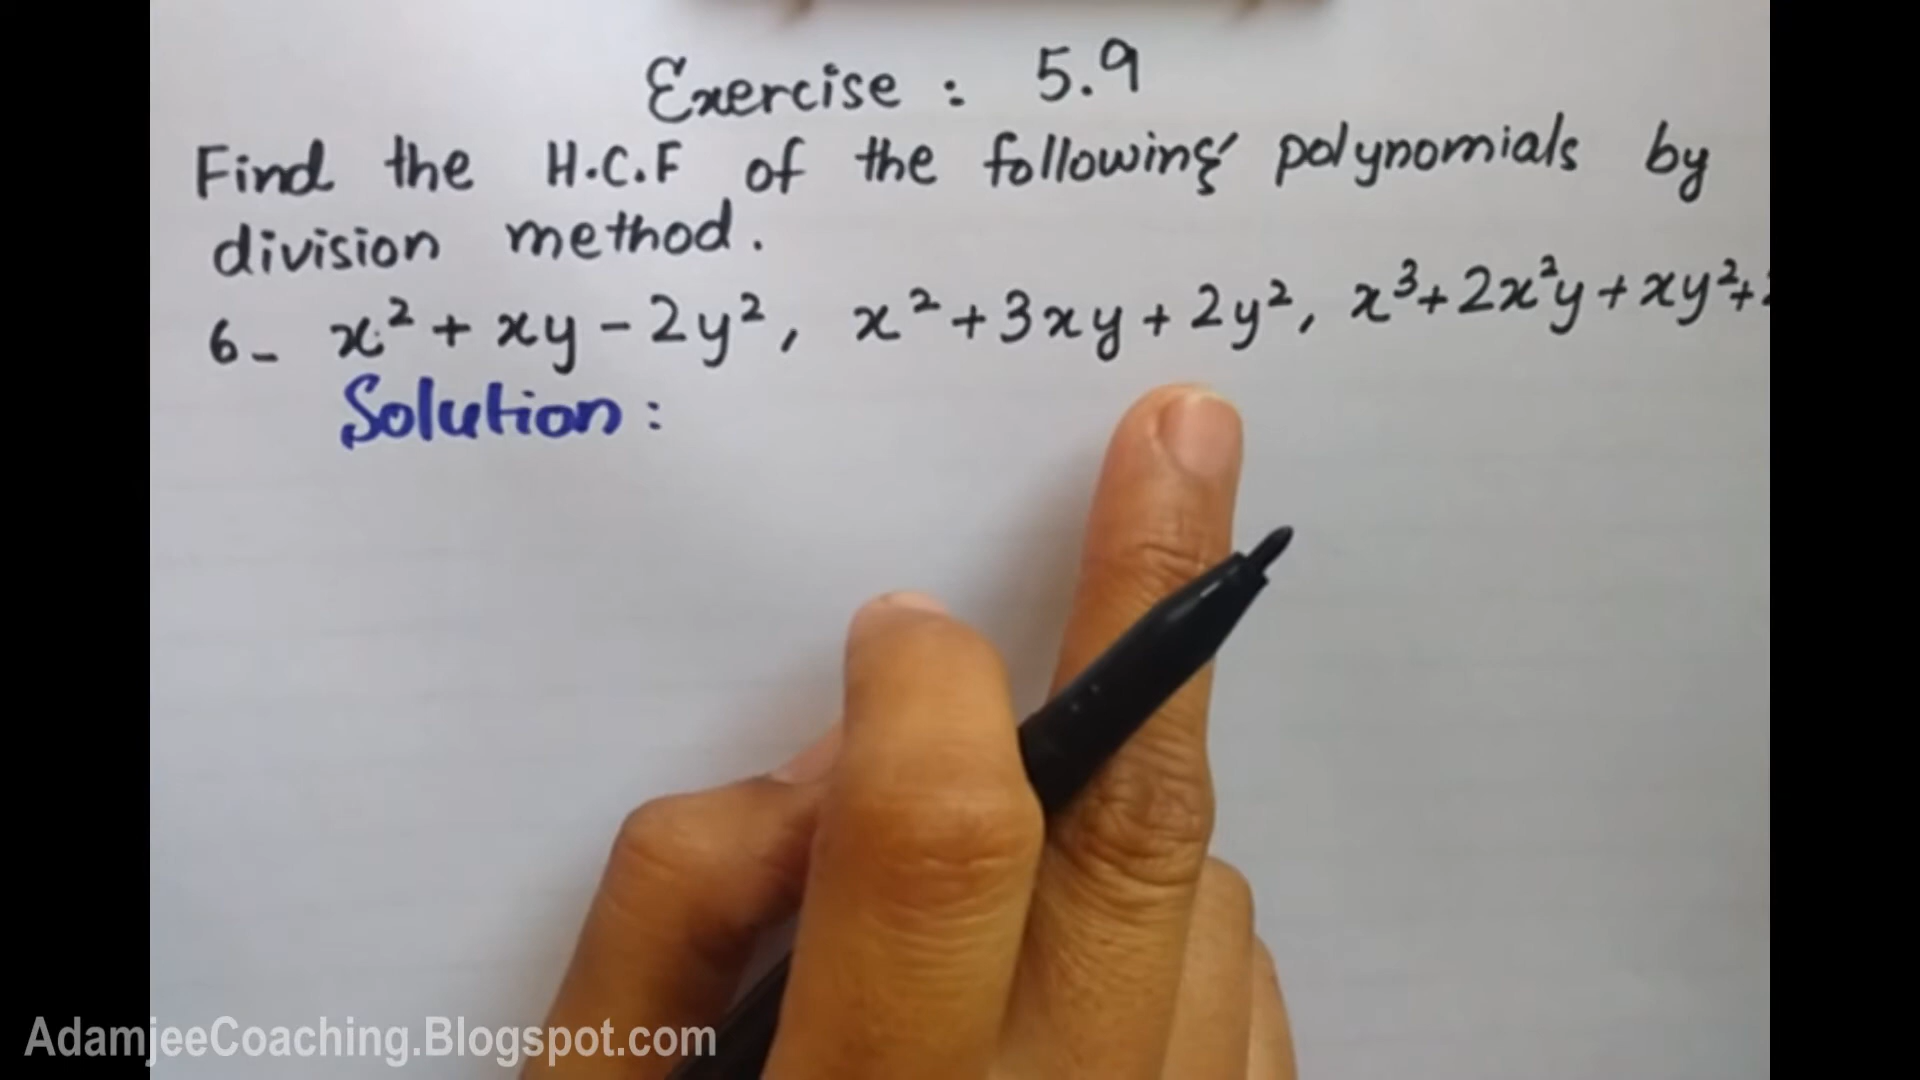 Exercise : 5.9
Find the H.C.F of the following polynomials by
division method.
6- x² + xy - 2y², x² + 3xy + 2y², x³ + 2x²y + xy² +
Solution:
AdamjeeCoaching.Blogspot.com